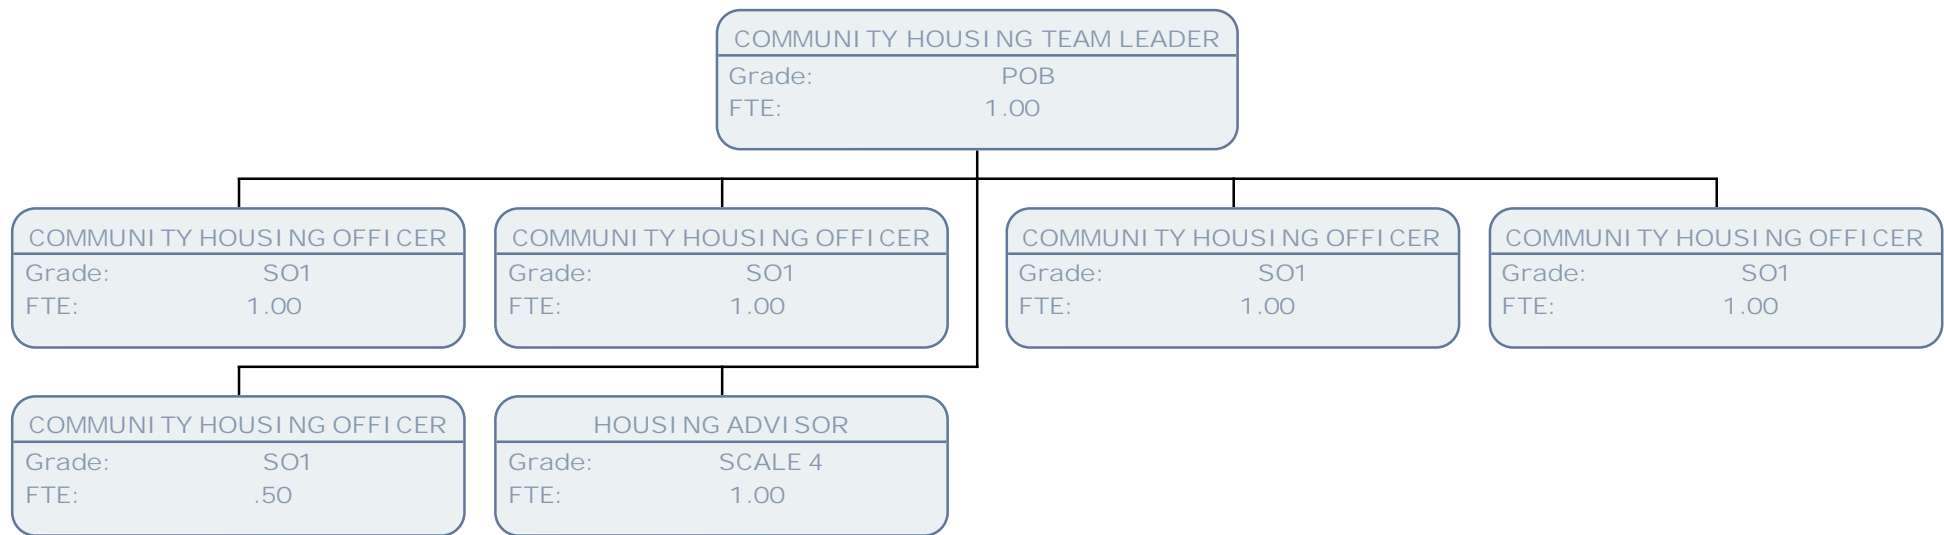 COMMUNITY HOUSING TEAM LEADER
Grade: POB
FTE: 1.00
COMMUNITY HOUSING OFFICER
Grade: SO1
FTE: 1.00
COMMUNITY HOUSING OFFICER
Grade: SO1
FTE: 1.00
COMMUNITY HOUSING OFFICER
Grade: SO1
FTE: 1.00
COMMUNITY HOUSING OFFICER
Grade: SO1
FTE: 1.00
COMMUNITY HOUSING OFFICER
Grade: SO1
FTE: .50
HOUSING ADVISOR
Grade: SCALE 4
FTE: 1.00